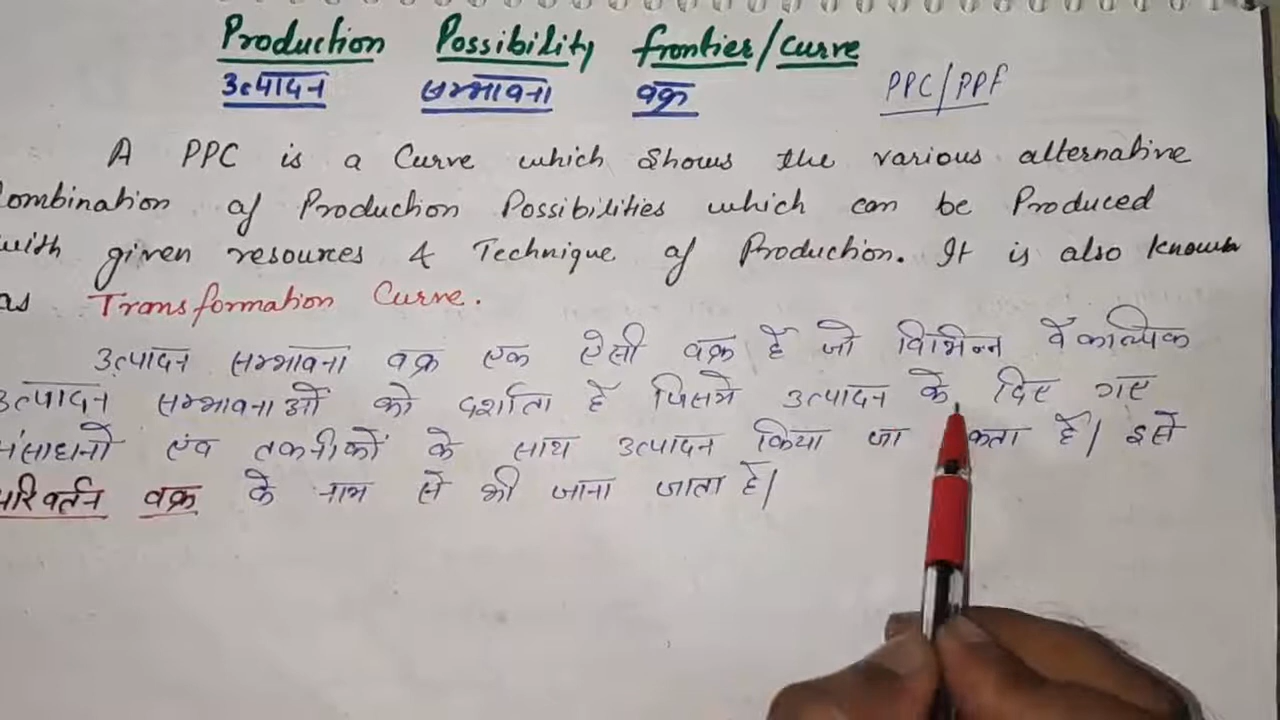 Production Possibility frontier/Curve
उत्पादन सम्भावना वक्र PPC/PPF
A PPC is a Curve which shows the various alternative
Combination of Production Possibilities which can be Produced
with given resources & Technique of Production. It is also known
as Transformation Curve.
उत्पादन सम्भावना वक्र एक ऐसी वक्र है जो विभिन्न वैकल्पिक
उत्पादन सम्भावनाओं को दर्शाता है जिसमे उत्पादन के दिए गए
संसाधनों एंव तकनीकों के साथ उत्पादन किया जा कता है। इसे
परिवर्तन वक्र के नाम से भी जाना जाता है।